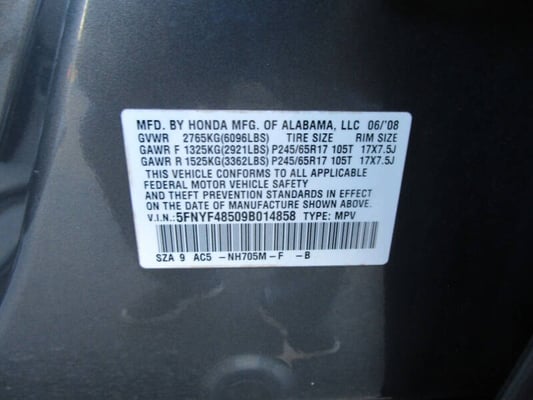 MFD. BY HONDA MFG. OF ALABAMA, LLC 06/'08
GVWR 2765KG(6096LBS) TIRE SIZE RIM SIZE
GAWR F 1325KG(2921LBS) P245/65R17 105T 17X7.5J
GAWR R 1525KG(3362LBS) P245/65R17 105T 17X7.5J
THIS VEHICLE CONFORMS TO ALL APPLICABLE
FEDERAL MOTOR VEHICLE SAFETY
AND THEFT PREVENTION STANDARDS IN EFFECT
ON THE DATE OF MANUFACTURE SHOWN ABOVE.
V.I.N.:5FNYF48509B014858 TYPE: MPV
SZA 9 AC5 -NH705M-F -B